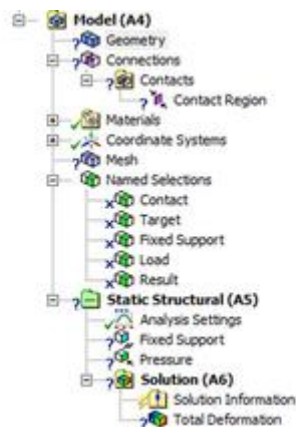 Model (A4)
Geometry
Connections
Contacts
Contact Region
Materials
Coordinate Systems
Mesh
Named Selections
Contact
Target
Fixed Support
Load
Result
Static Structural (A5)
Analysis Settings
Fixed Support
Pressure
Solution (A6)
Solution Information
Total Deformation